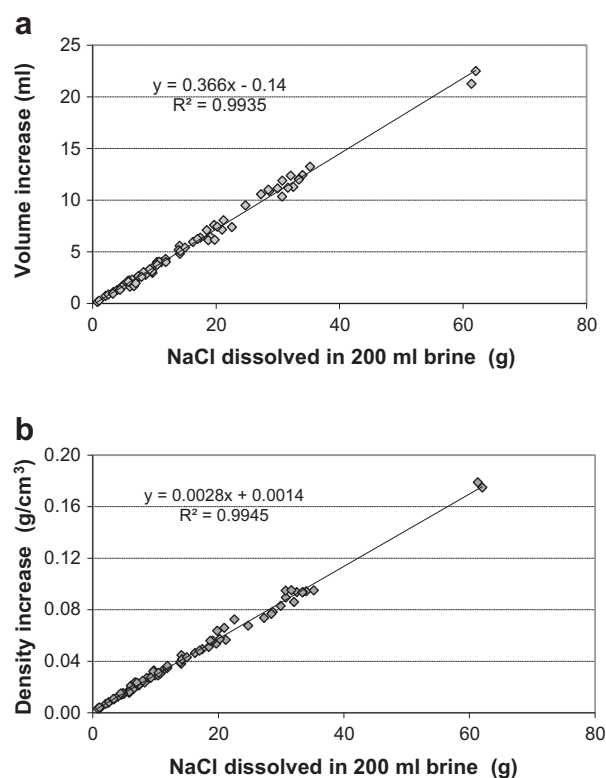 a
25
20
15
10
5
0
y = 0.366x - 0.14
R² = 0.9935
Volume increase (ml)
0 20 40 60 80
NaCl dissolved in 200 ml brine (g)
b
0.20
0.16
0.12
0.08
0.04
0.00
y = 0.0028x + 0.0014
R² = 0.9945
Density increase (g/cm³)
0 20 40 60 80
NaCl dissolved in 200 ml brine (g)